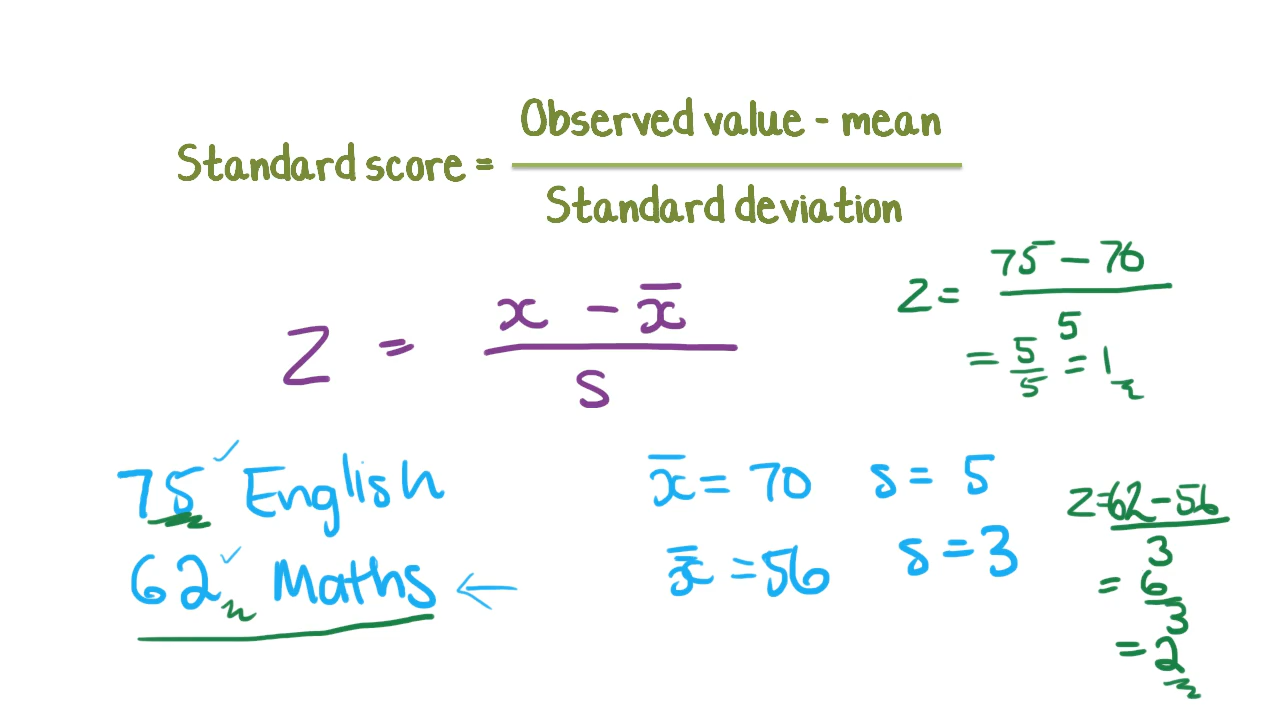 Standard score = Observed value - mean
Standard deviation
z = x - x̄
s
z = 75 - 70
5
= 5/5 = 1
75 ✓ English x̄ = 70 s = 5
62 ✓ Maths ← x̄ = 56 s = 3
z = 62 - 56
3
= 6
3
= 2